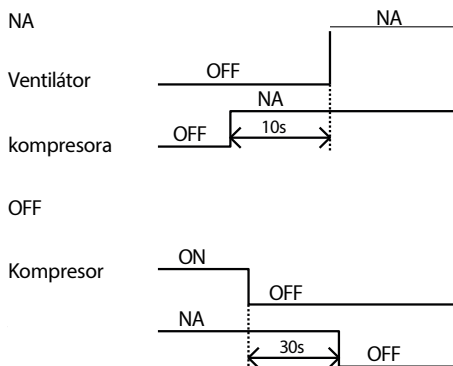 NA
NA
Ventilátor
OFF
NA
OFF
10s
kompresora
OFF
Kompresor
ON
OFF
NA
30s
OFF